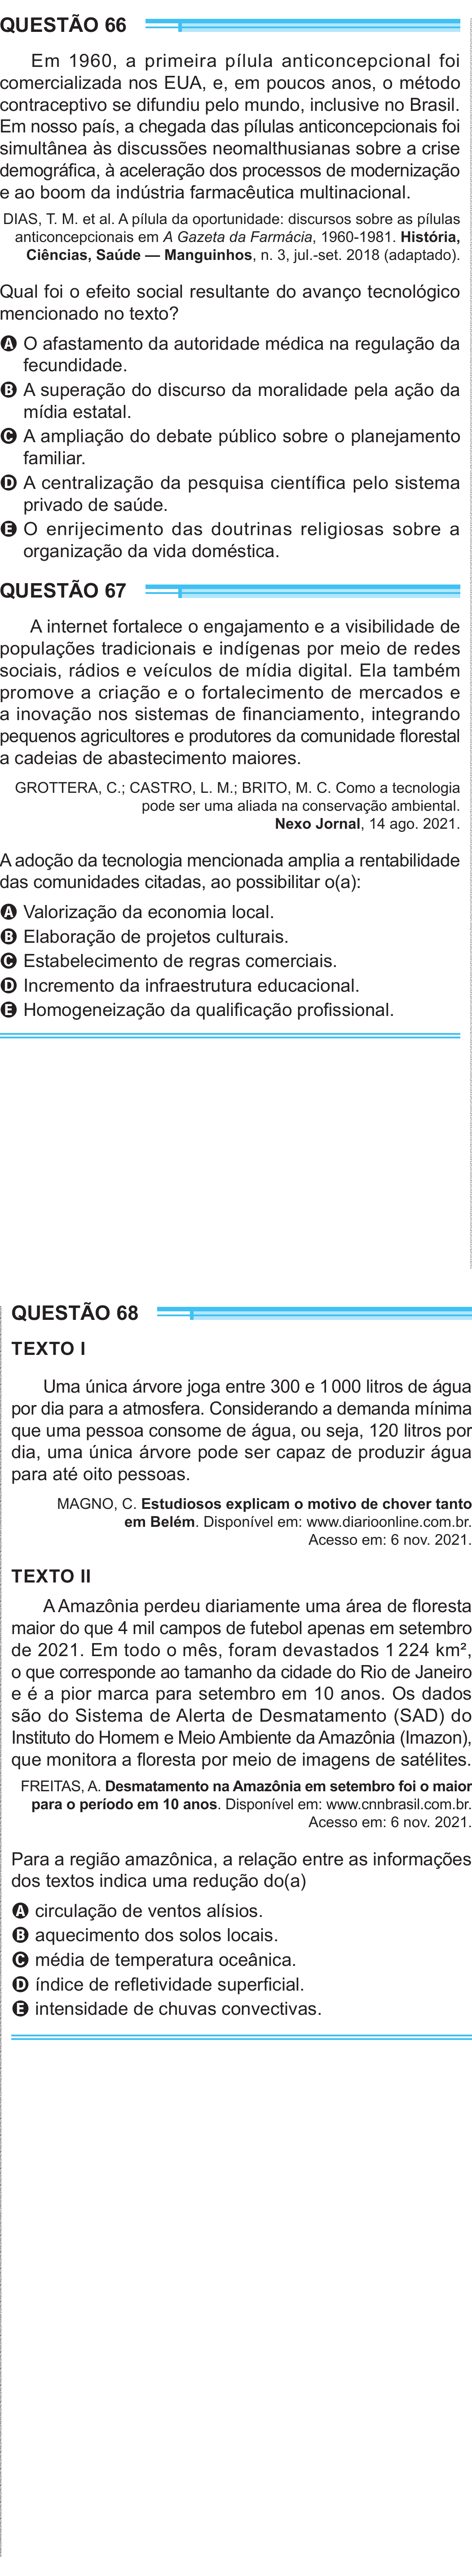 QUESTÃO 66
Em 1960, a primeira pílula anticoncepcional foi
comercializada nos EUA, e, em poucos anos, o método
contraceptivo se difundiu pelo mundo, inclusive no Brasil.
Em nosso país, a chegada das pílulas anticoncepcionais foi
simultânea às discussões neomalthusianas sobre a crise
demográfica, à aceleração dos processos de modernização
e ao boom da indústria farmacêutica multinacional.
DIAS, T. M. et al. A pílula da oportunidade: discursos sobre as pílulas
anticoncepcionais em A Gazeta da Farmácia, 1960-1981. História,
Ciências, Saúde — Manguinhos, n. 3, jul.-set. 2018 (adaptado).
Qual foi o efeito social resultante do avanço tecnológico
mencionado no texto?
A O afastamento da autoridade médica na regulação da
fecundidade.
B A superação do discurso da moralidade pela ação da
mídia estatal.
C A ampliação do debate público sobre o planejamento
familiar.
D A centralização da pesquisa científica pelo sistema
privado de saúde.
E O enrijecimento das doutrinas religiosas sobre a
organização da vida doméstica.
QUESTÃO 67
A internet fortalece o engajamento e a visibilidade de
populações tradicionais e indígenas por meio de redes
sociais, rádios e veículos de mídia digital. Ela também
promove a criação e o fortalecimento de mercados e
a inovação nos sistemas de financiamento, integrando
pequenos agricultores e produtores da comunidade florestal
a cadeias de abastecimento maiores.
GROTTERA, C.; CASTRO, L. M.; BRITO, M. C. Como a tecnologia
pode ser uma aliada na conservação ambiental.
Nexo Jornal, 14 ago. 2021.
A adoção da tecnologia mencionada amplia a rentabilidade
das comunidades citadas, ao possibilitar o(a):
A Valorização da economia local.
B Elaboração de projetos culturais.
C Estabelecimento de regras comerciais.
D Incremento da infraestrutura educacional.
E Homogeneização da qualificação profissional.
QUESTÃO 68
TEXTO I
Uma única árvore joga entre 300 e 1 000 litros de água
por dia para a atmosfera. Considerando a demanda mínima
que uma pessoa consome de água, ou seja, 120 litros por
dia, uma única árvore pode ser capaz de produzir água
para até oito pessoas.
MAGNO, C. Estudiosos explicam o motivo de chover tanto
em Belém. Disponível em: www.diarioonline.com.br.
Acesso em: 6 nov. 2021.
TEXTO II
A Amazônia perdeu diariamente uma área de floresta
maior do que 4 mil campos de futebol apenas em setembro
de 2021. Em todo o mês, foram devastados 1 224 km²,
o que corresponde ao tamanho da cidade do Rio de Janeiro
e é a pior marca para setembro em 10 anos. Os dados
são do Sistema de Alerta de Desmatamento (SAD) do
Instituto do Homem e Meio Ambiente da Amazônia (Imazon),
que monitora a floresta por meio de imagens de satélites.
FREITAS, A. Desmatamento na Amazônia em setembro foi o maior
para o período em 10 anos. Disponível em: www.cnnbrasil.com.br.
Acesso em: 6 nov. 2021.
Para a região amazônica, a relação entre as informações
dos textos indica uma redução do(a)
A circulação de ventos alísios.
B aquecimento dos solos locais.
C média de temperatura oceânica.
D índice de refletividade superficial.
E intensidade de chuvas convectivas.